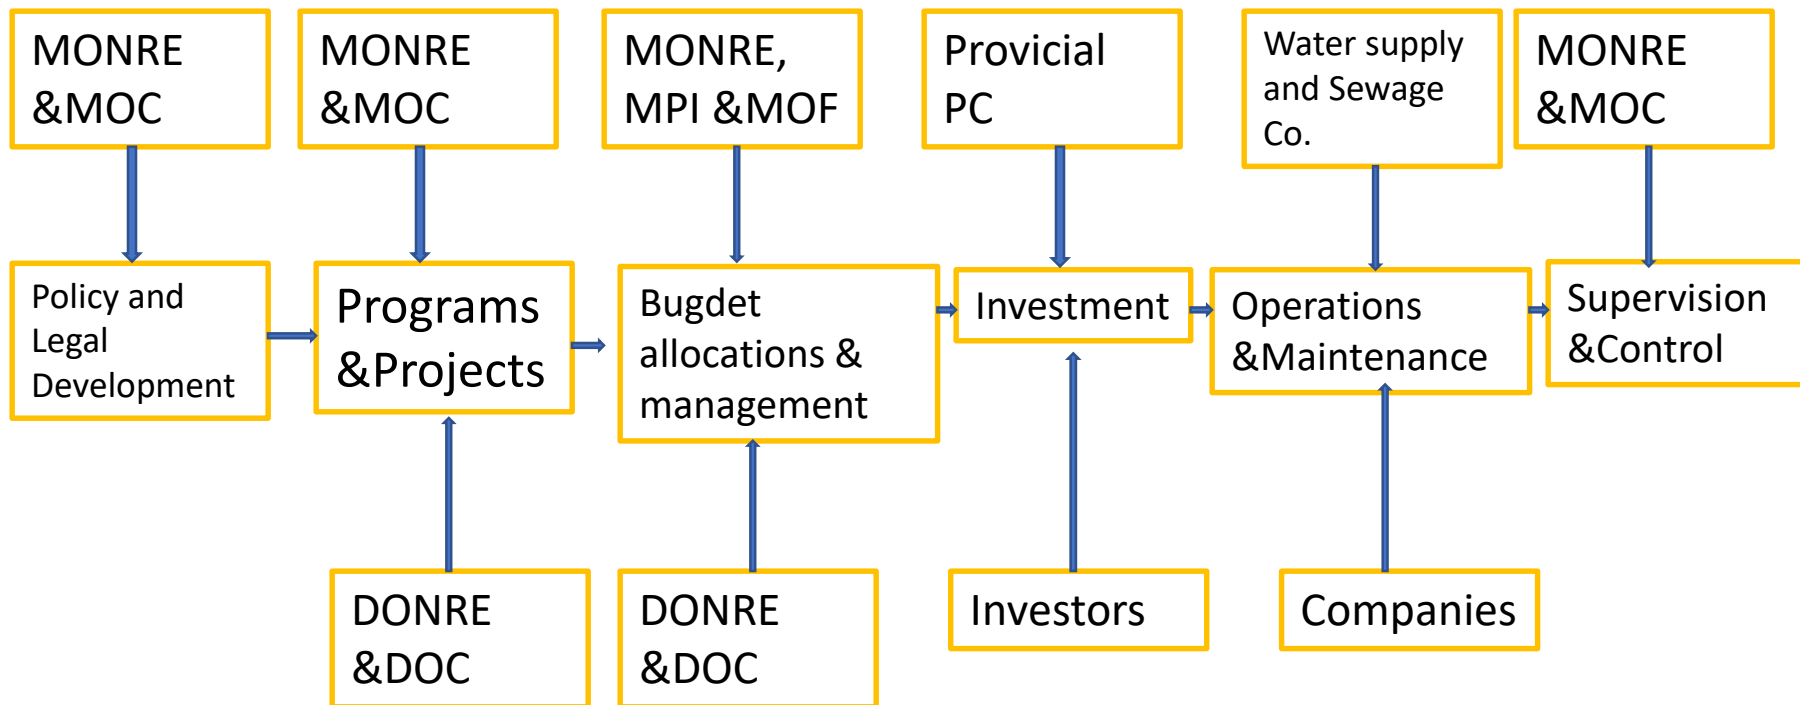 MONRE
&MOC
MONRE
&MOC
MONRE,
MPI &MOF
Provicial
PC
Water supply
and Sewage
Co.
MONRE
&MOC
Policy and
Legal
Development
Programs
&Projects
Bugdet
allocations &
management
Investment
Operations
&Maintenance
Supervision
&Control
DONRE
&DOC
DONRE
&DOC
Investors
Companies